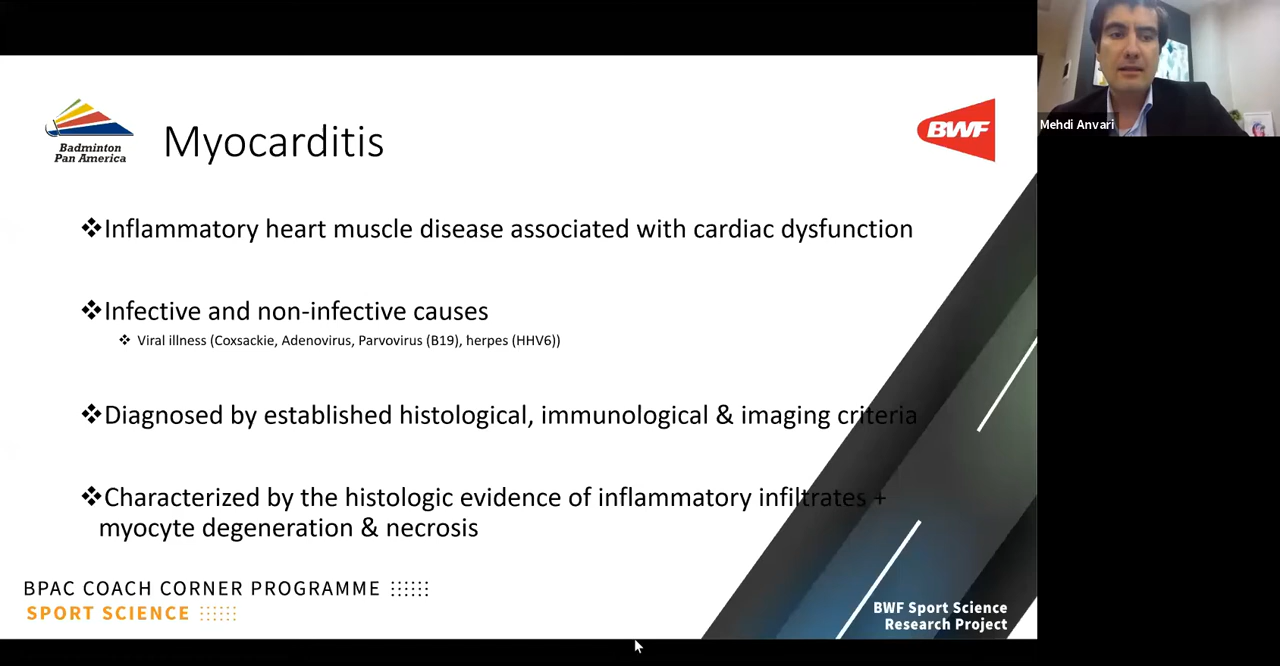 Badminton
Pan America
Myocarditis
BWF
Mehdi Anvari
❖Inflammatory heart muscle disease associated with cardiac dysfunction
❖Infective and non-infective causes
❖ Viral illness (Coxsackie, Adenovirus, Parvovirus (B19), herpes (HHV6))
❖Diagnosed by established histological, immunological & imaging criteria
❖Characterized by the histologic evidence of inflammatory infiltrates +
myocyte degeneration & necrosis
BPAC COACH CORNER PROGRAMME
SPORT SCIENCE
BWF Sport Science
Research Project